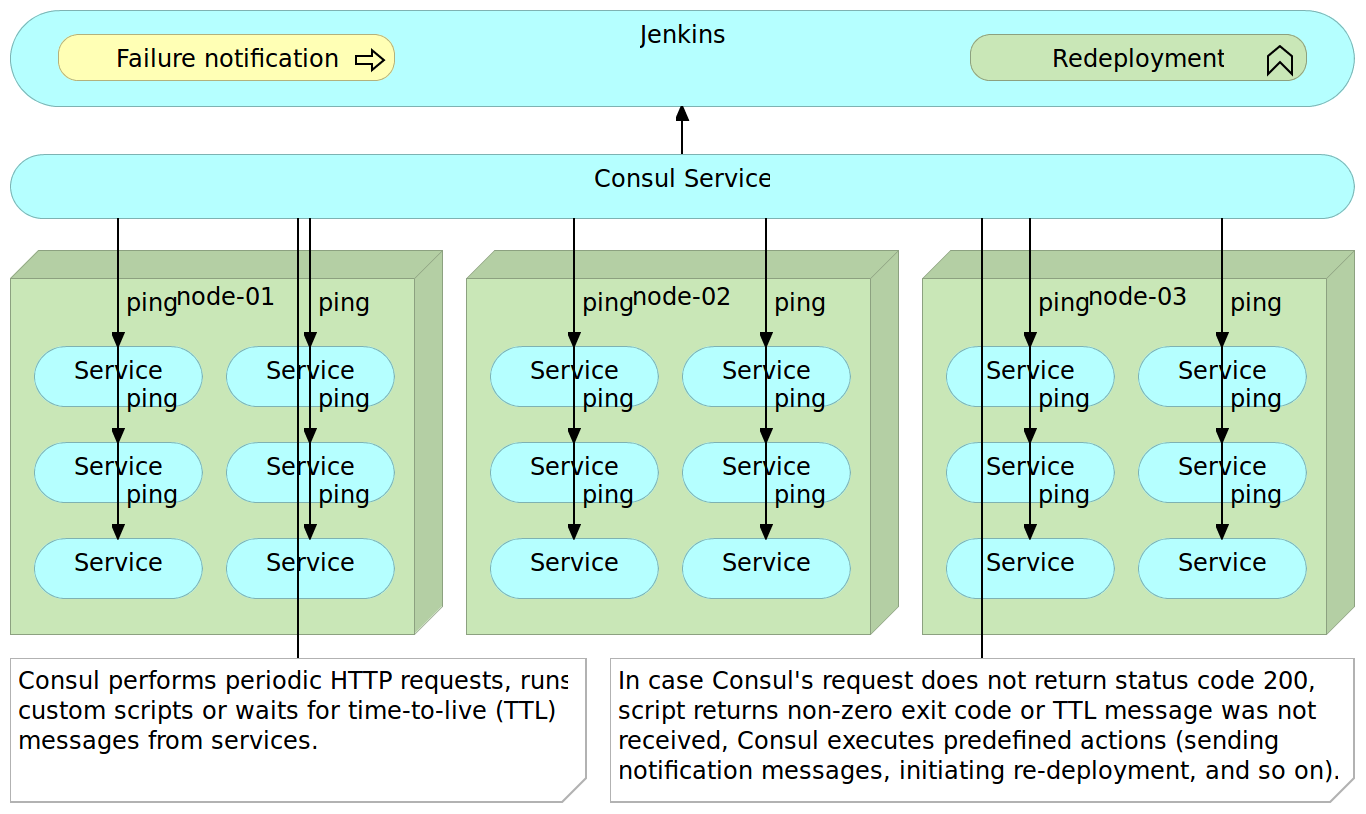 Jenkins
Failure notification
Redeployment
Consul Service
node-01
node-02
node-03
ping
ping
ping
ping
ping
ping
Service
Service
Service
Service
Service
Service
ping
ping
ping
ping
ping
ping
Service
Service
Service
Service
Service
Service
ping
ping
ping
ping
ping
ping
Service
Service
Service
Service
Service
Service
Consul performs periodic HTTP requests, runs
custom scripts or waits for time-to-live (TTL)
messages from services.
In case Consul's request does not return status code 200,
script returns non-zero exit code or TTL message was not
received, Consul executes predefined actions (sending
notification messages, initiating re-deployment, and so on).